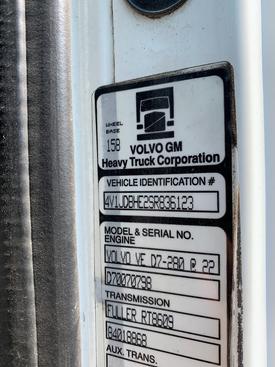 WHEEL
BASE
158
VOLVO GM
Heavy Truck Corporation
VEHICLE IDENTIFICATION #
4V1JDBHE2SR836123
MODEL & SERIAL NO.
ENGINE
VOLVO VE D7-280 @ 22
D70070798
TRANSMISSION
FULLER RT8609
84018868
AUX. TRANS.